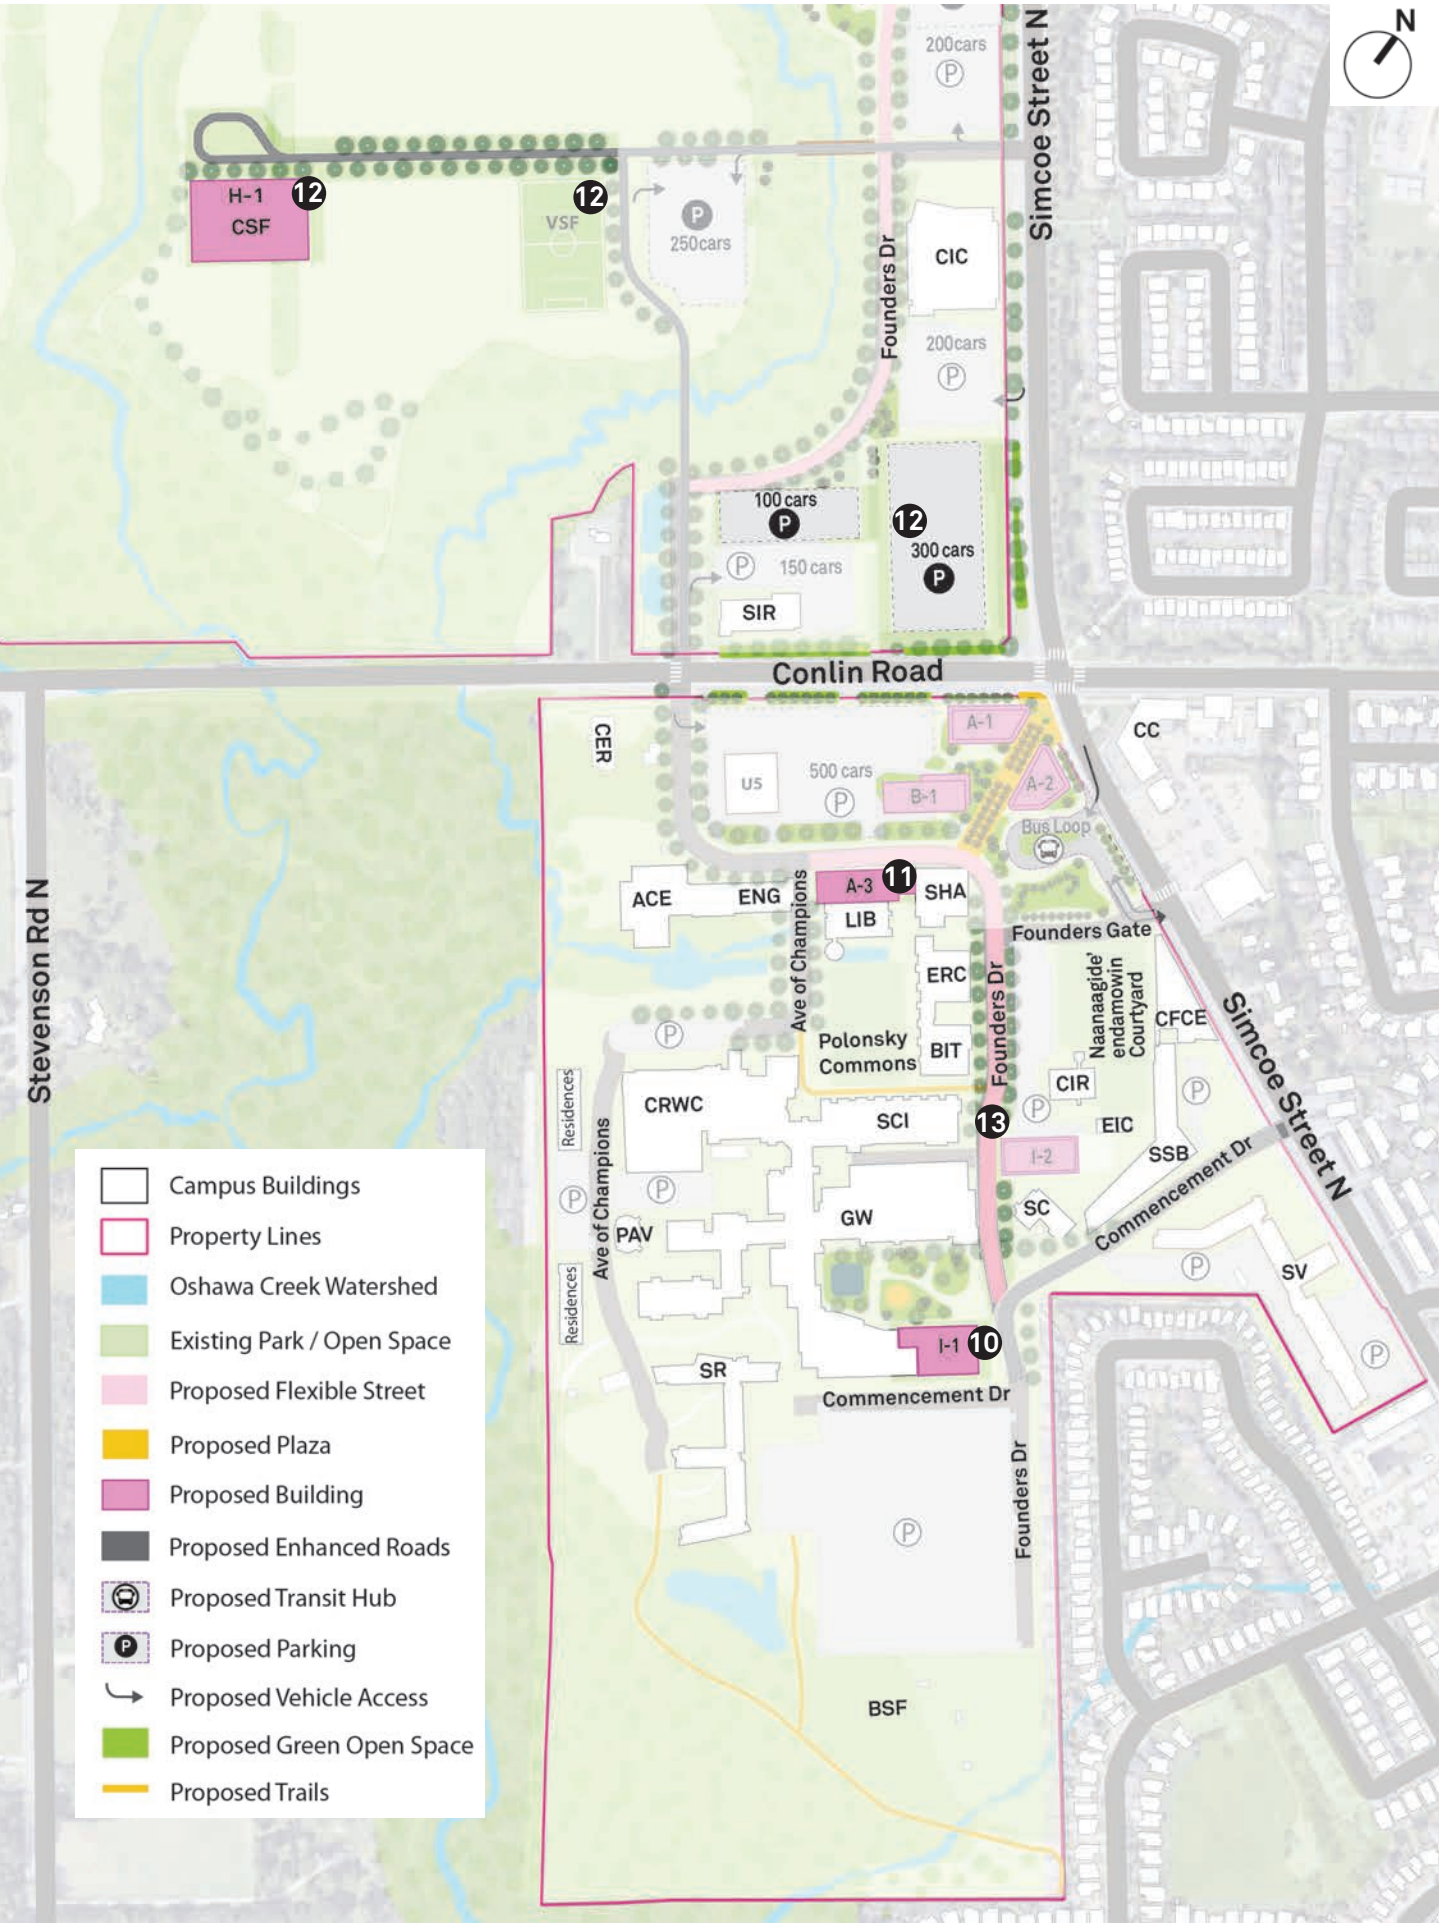 N
Simcoe Street N
200cars
P
H-1
12
CSF
12
VSF
P
250cars
Founders Dr
CIC
200cars
P
100 cars
P
12
300 cars
P
P
150 cars
SIR
Conlin Road
CER
A-1
CC
U5
500 cars
P
B-1
A-2
Bus Loop
Stevenson Rd N
ACE
ENG
Ave of Champions
A-3
11
SHA
LIB
Founders Gate
ERC
Founders Dr
Naanaagide'
endamowin
Courtyard
CFCE
Simcoe Street N
P
Polonsky
Commons
BIT
CIR
P
Residences
CRWC
SCI
13
P
EIC
I-2
SSB
Commencement Dr
P
P
Ave of Champions
PAV
GW
SC
P
SV
Residences
I-1
10
P
SR
Commencement Dr
Founders Dr
P
BSF
Campus Buildings
Property Lines
Oshawa Creek Watershed
Existing Park / Open Space
Proposed Flexible Street
Proposed Plaza
Proposed Building
Proposed Enhanced Roads
Proposed Transit Hub
P
Proposed Parking
Proposed Vehicle Access
Proposed Green Open Space
Proposed Trails